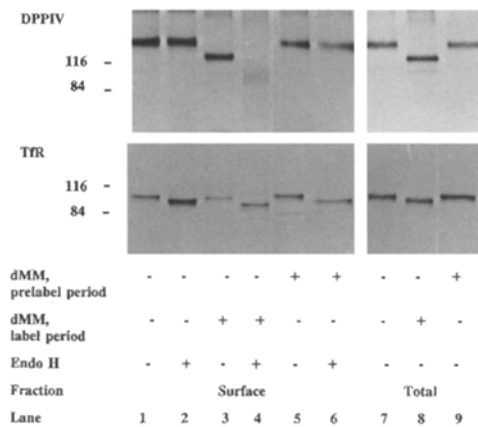 DPPIV
116 -
84 -
TfR
116 -
84 -
dMM, - - - - + + - - +
prelabel period
dMM, - - + + - - - + -
label period
Endo H - + - + - + - - -
Fraction Surface Total
Lane 1 2 3 4 5 6 7 8 9